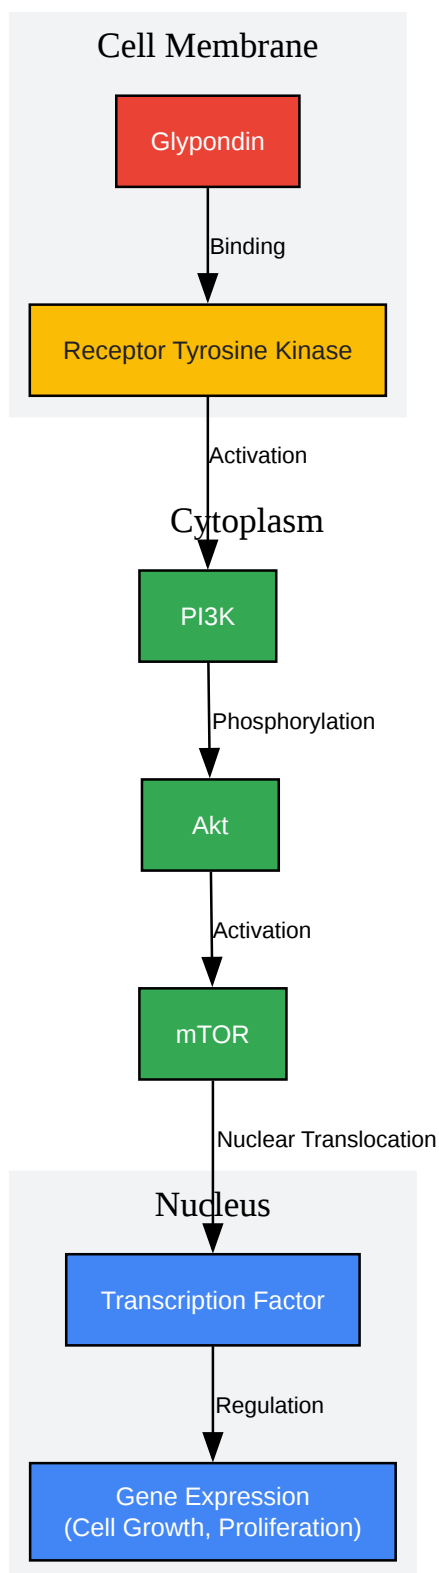 Cell Membrane
Glypondin
Binding
Receptor Tyrosine Kinase
Activation
Cytoplasm
PI3K
Phosphorylation
Akt
Activation
mTOR
Nuclear Translocation
Nucleus
Transcription Factor
Regulation
Gene Expression
(Cell Growth, Proliferation)